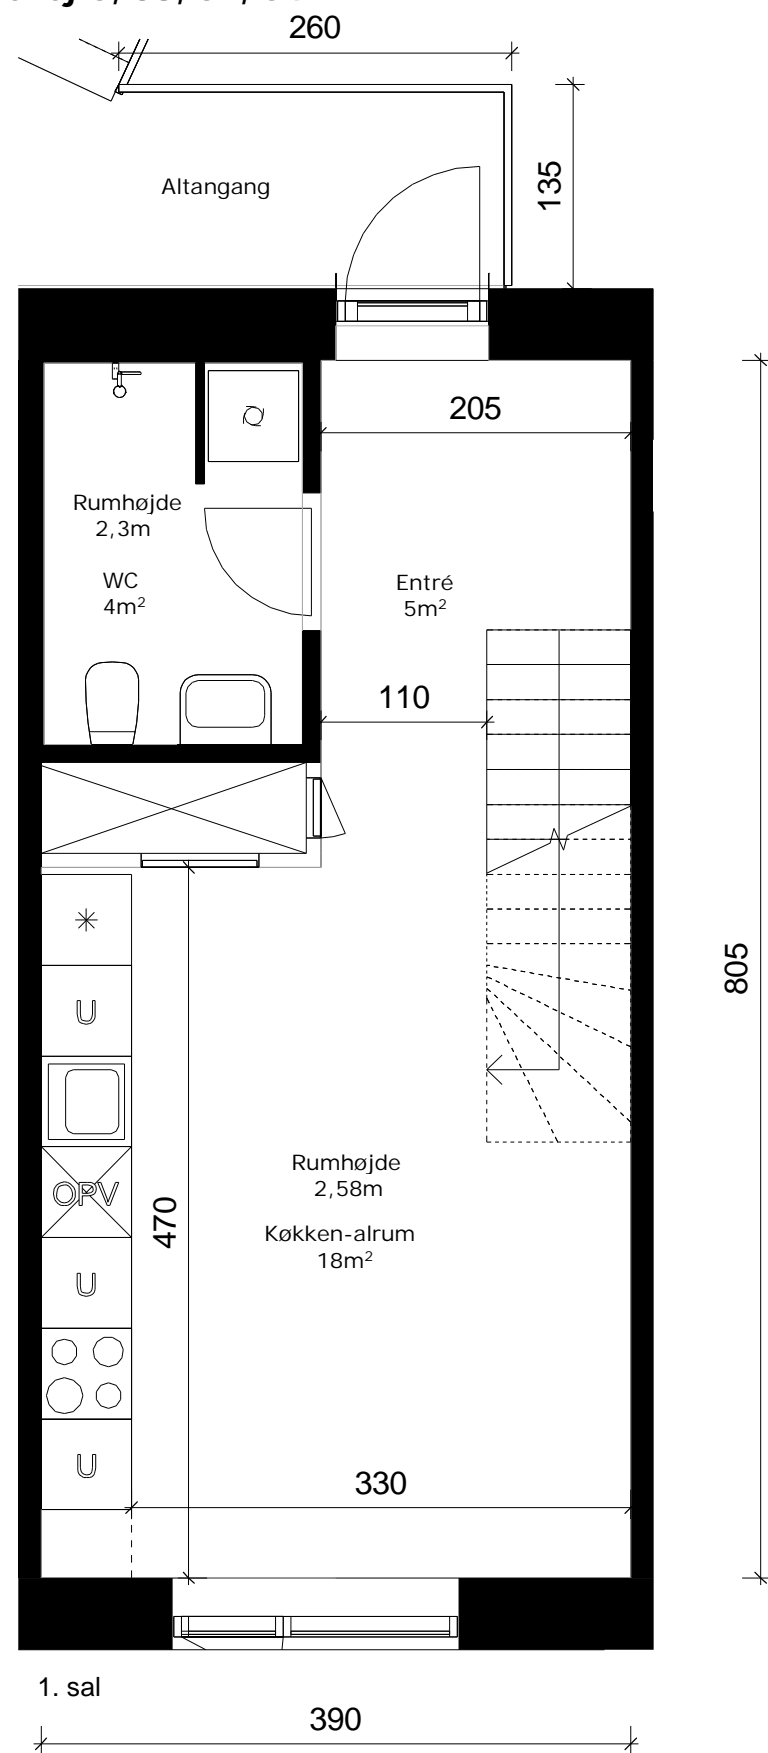 260
135
Altangang
205
Rumhøjde
2,3m
WC
4m²
Entré
5m²
110
U
805
Rumhøjde
2,58m
OPV
470
Køkken-alrum
18m²
U
U
330
1. sal
390